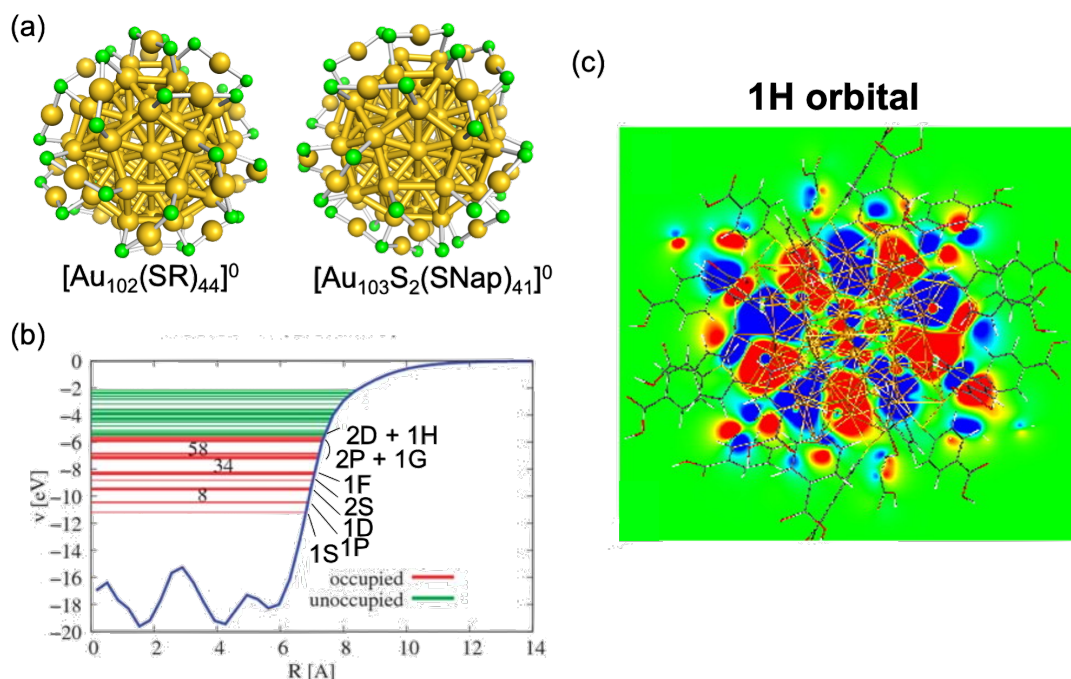 (a)
[Au₁₀₂(SR)₄₄]⁰
[Au₁₀₃S₂(SNap)₄₁]⁰
(b)
v [eV]
0
−2
−4
−6
−8
−10
−12
−14
−16
−18
−20
58
34
8
2D + 1H
2P + 1G
1F
2S
1D
1P
1S
occupied
unoccupied
0
2
4
6
8
10
12
14
R [A]
(c)
1H orbital